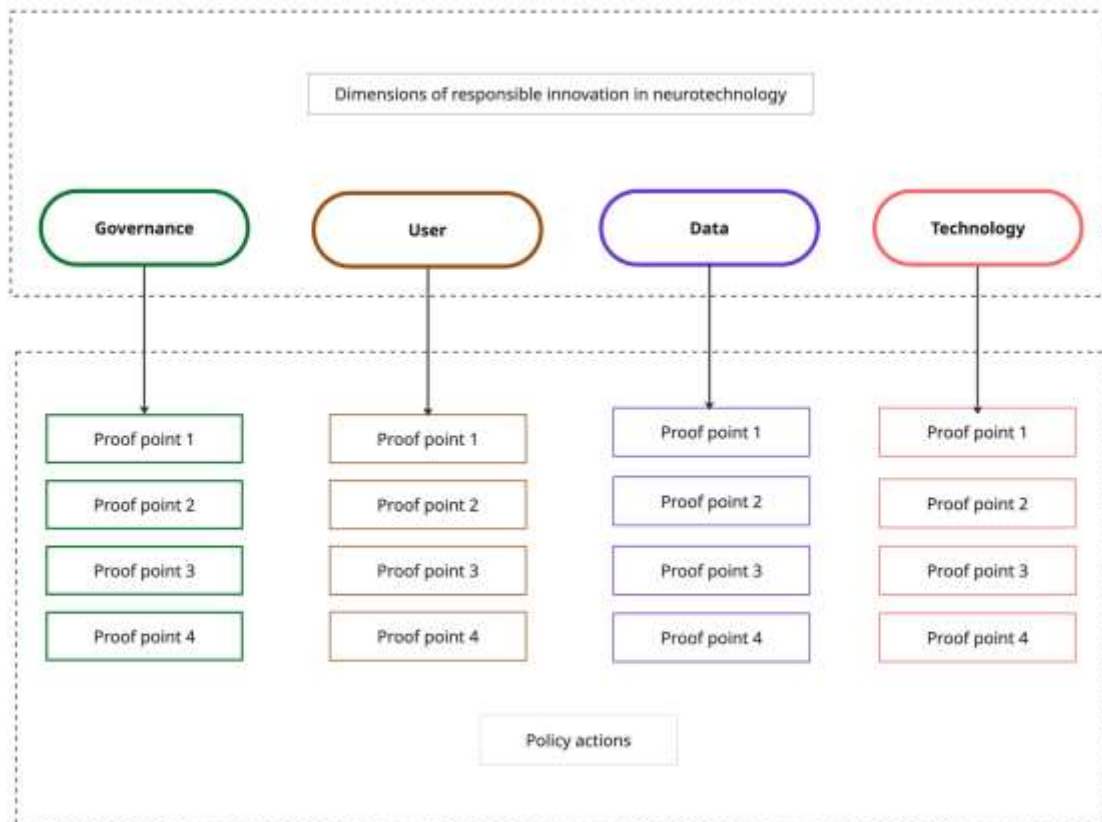 Dimensions of responsible innovation in neurotechnology
Governance
User
Data
Technology
Proof point 1
Proof point 1
Proof point 1
Proof point 1
Proof point 2
Proof point 2
Proof point 2
Proof point 2
Proof point 3
Proof point 3
Proof point 3
Proof point 3
Proof point 4
Proof point 4
Proof point 4
Proof point 4
Policy actions